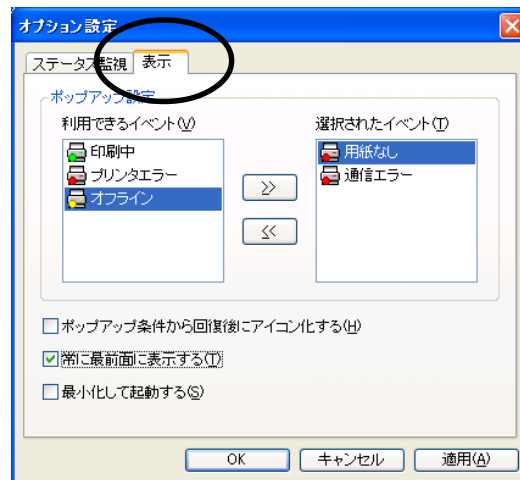 オプション設定
ステータス監視 表示
ポップアップ設定
利用できるイベント(V) 選択されたイベント(T)
印刷中 用紙なし
プリンタエラー 通信エラー
オフライン
>>
<<
ポップアップ条件から回復後にアイコン化する(H)
常に最前面に表示する(T)
最小化して起動する(S)
OK キャンセル 適用(A)